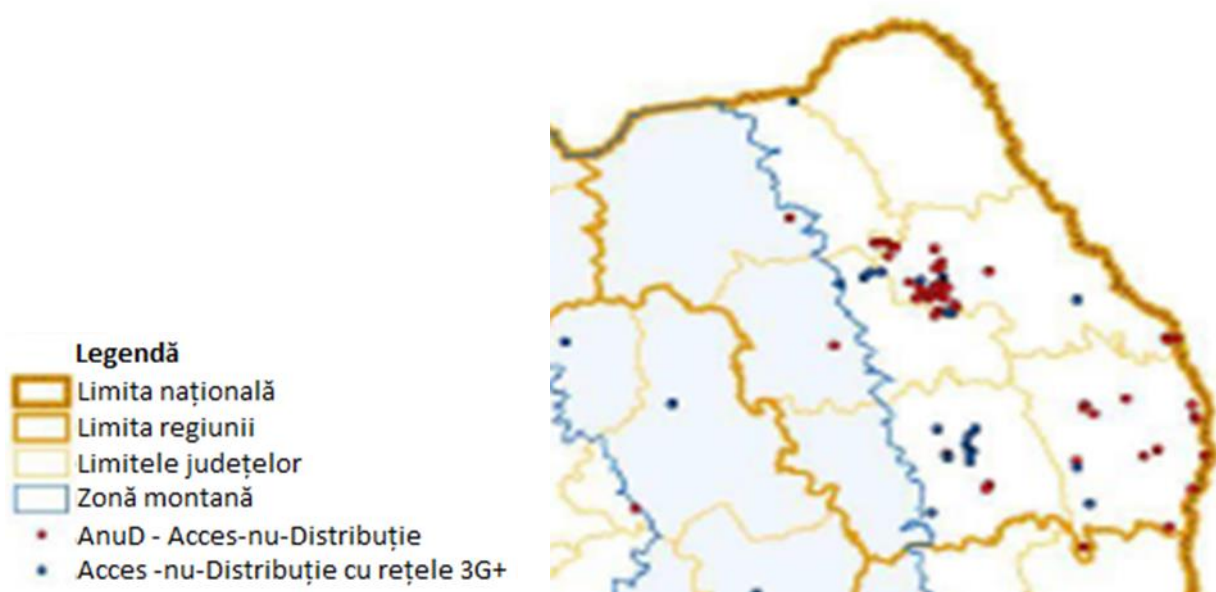 Legendă
Limita națională
Limita regiunii
Limitele județelor
Zonă montană
AnuD - Acces-nu-Distribuție
Acces -nu-Distribuție cu rețele 3G+